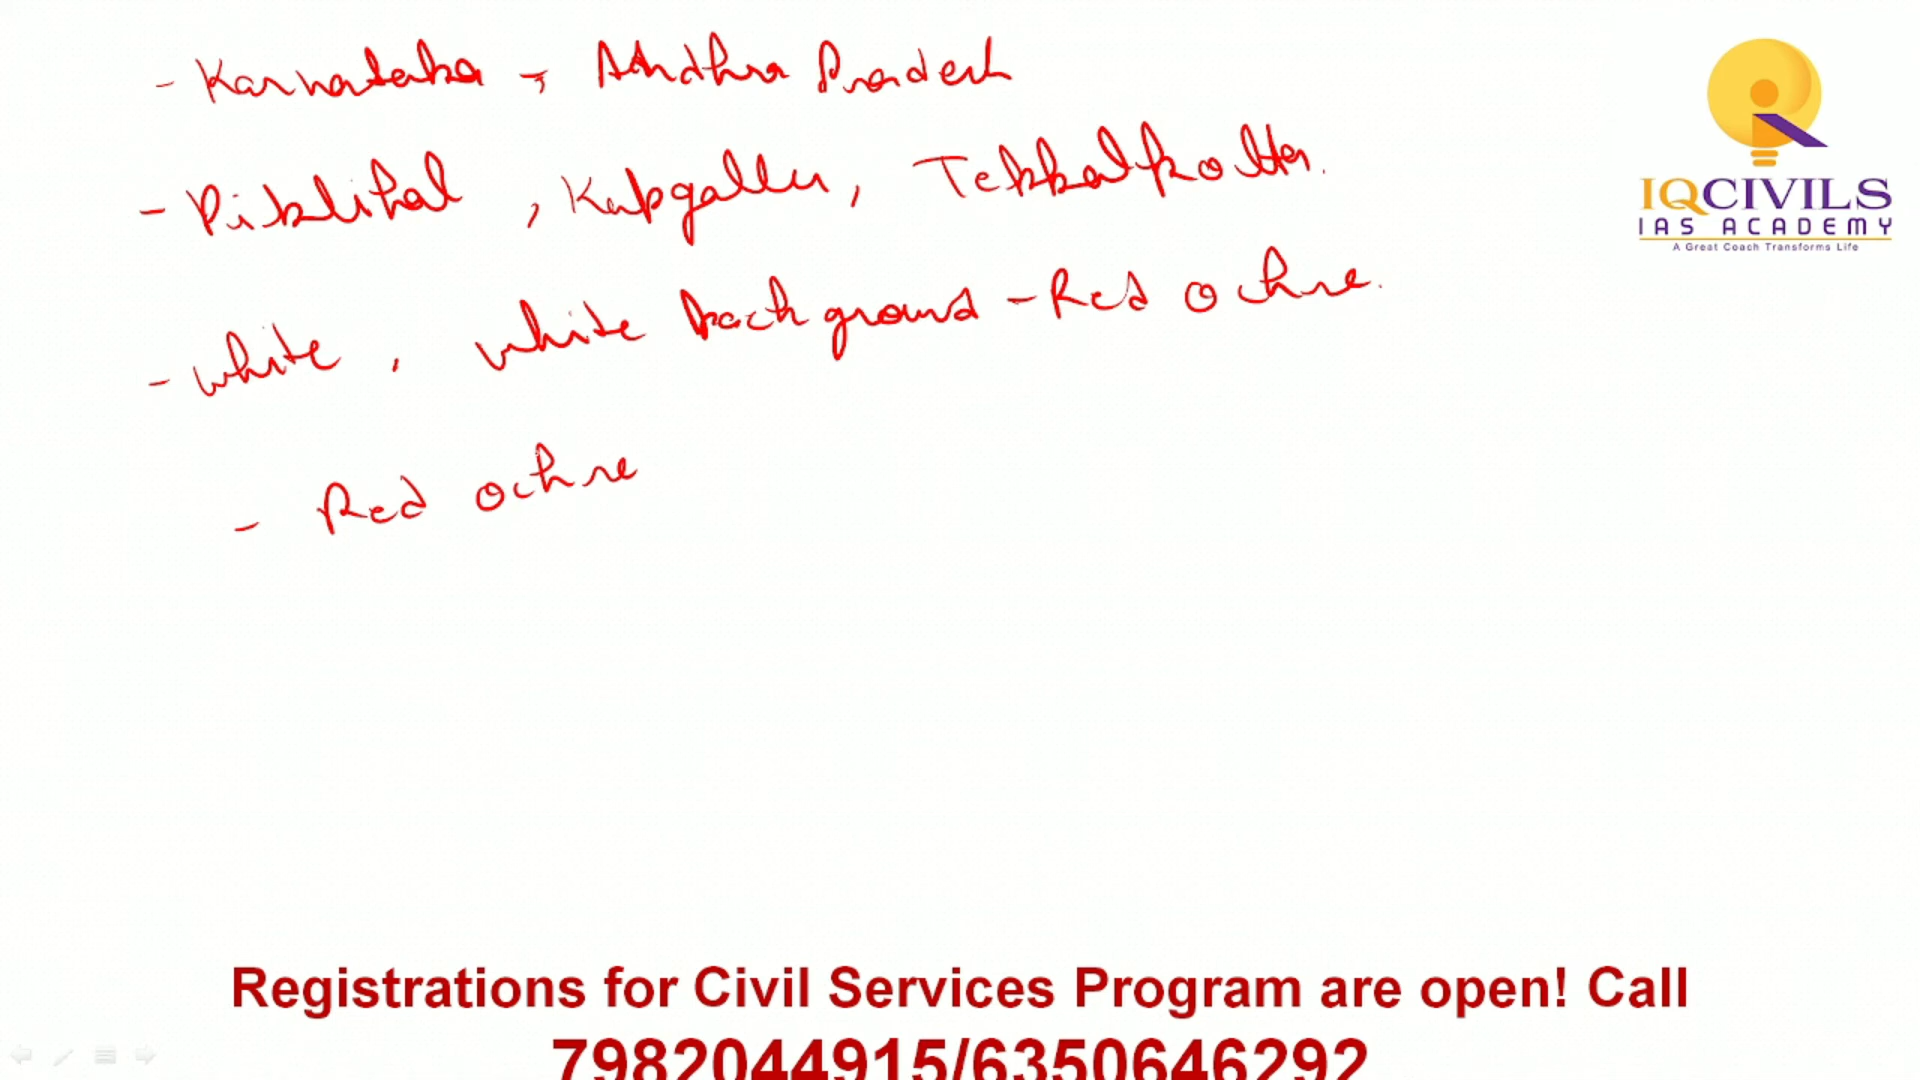 - Karnataka , Andhra Pradesh
- Piklihal , Kupgallu, Tekkalkotta.
- white , white background - Red ochre.
- Red ochre
IQCIVILS
IAS ACADEMY
A Great Coach Transforms Life
Registrations for Civil Services Program are open! Call
7982044915/6350646292